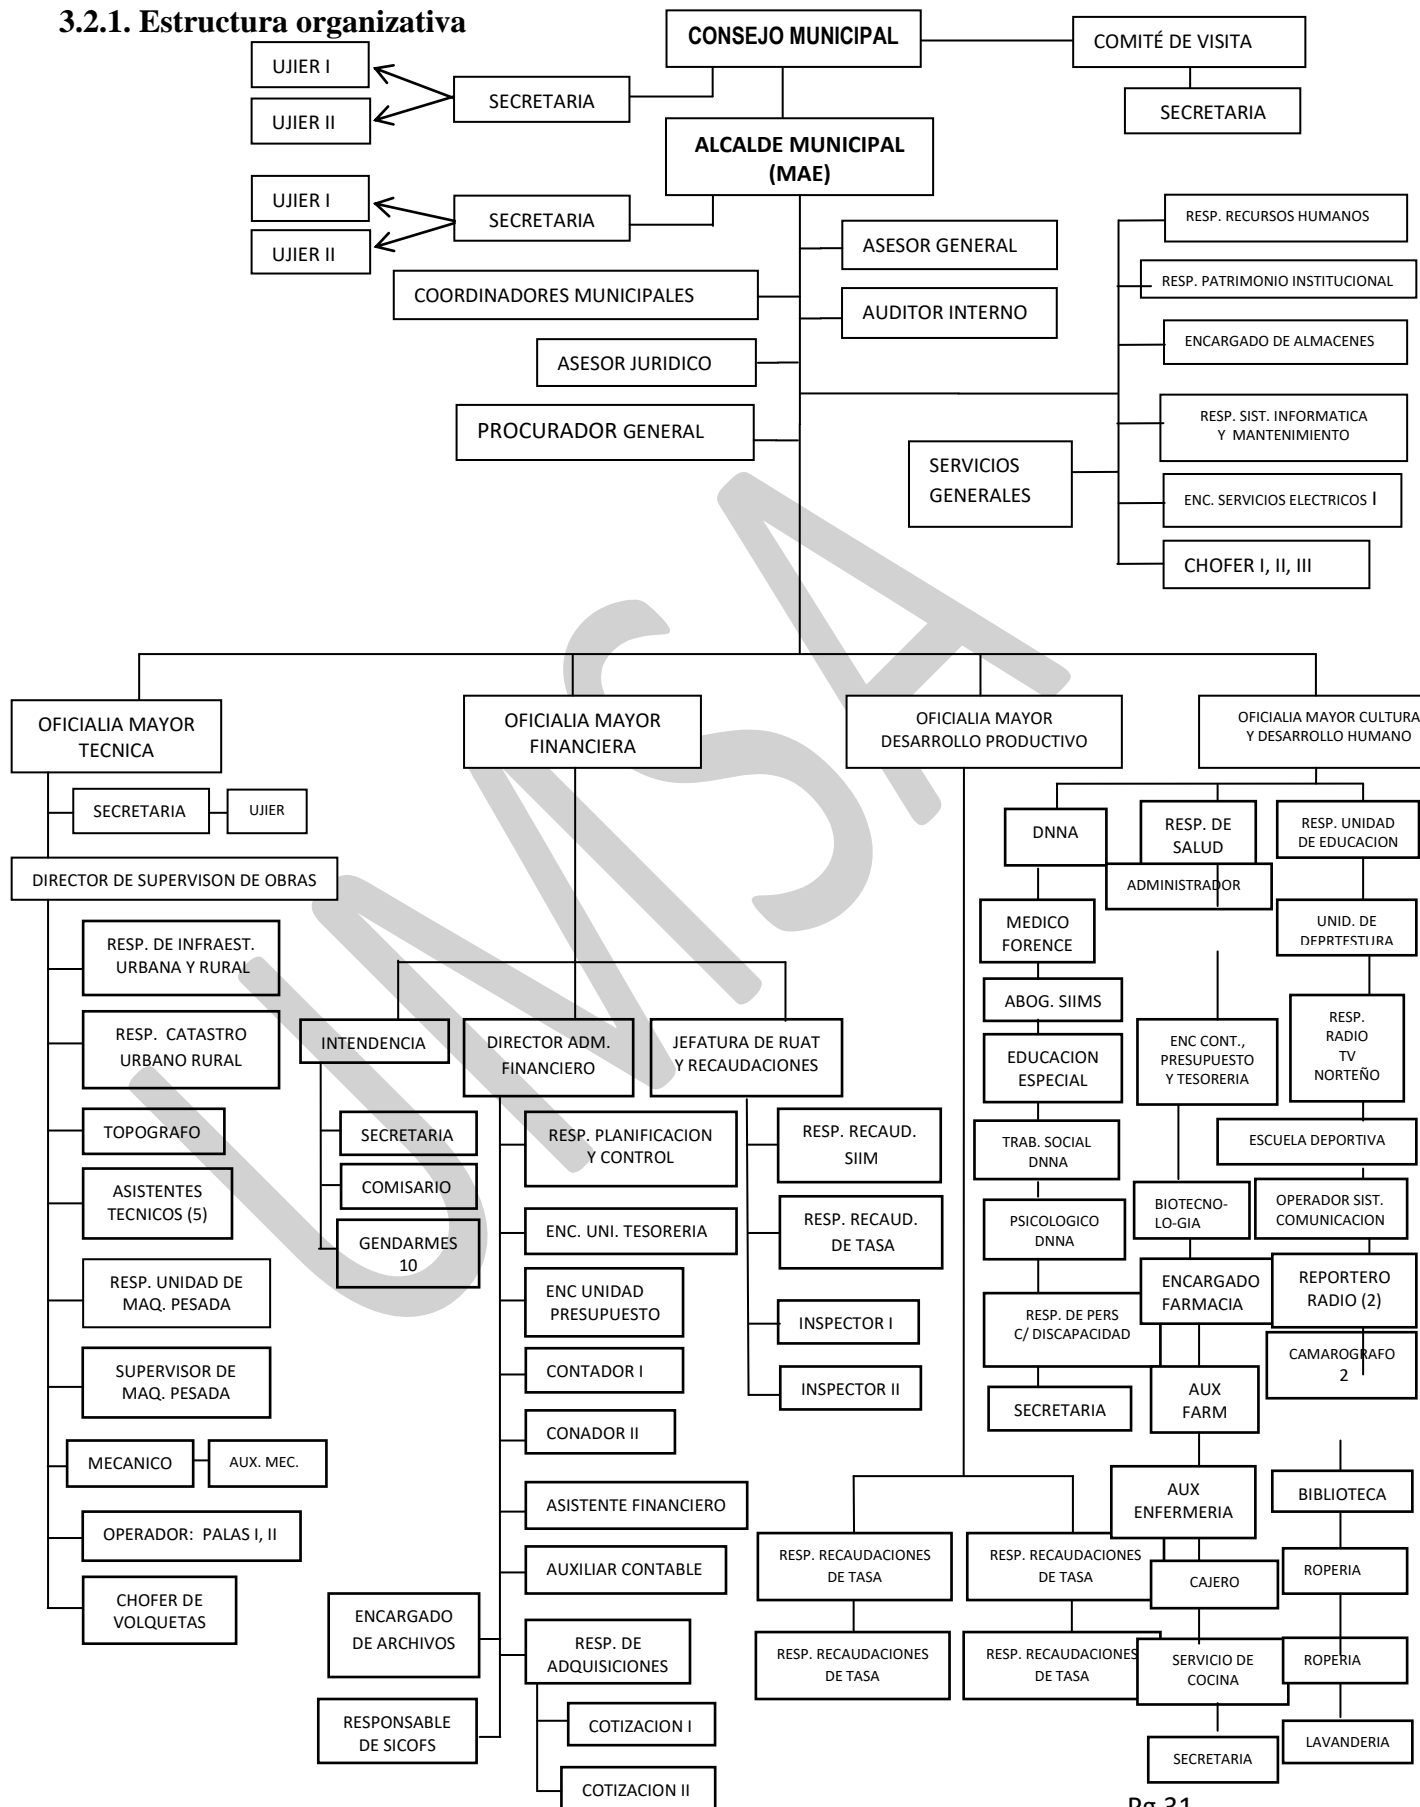 3.2.1. Estructura organizativa
CONSEJO MUNICIPAL
COMITÉ DE VISITA
SECRETARIA
UJIER I
UJIER II
SECRETARIA
ALCALDE MUNICIPAL
(MAE)
UJIER I
UJIER II
SECRETARIA
ASESOR GENERAL
COORDINADORES MUNICIPALES
AUDITOR INTERNO
ASESOR JURIDICO
PROCURADOR GENERAL
RESP. RECURSOS HUMANOS
RESP. PATRIMONIO INSTITUCIONAL
ENCARGADO DE ALMACENES
RESP. SIST. INFORMATICA
Y MANTENIMIENTO
SERVICIOS
GENERALES
ENC. SERVICIOS ELECTRICOS I
CHOFER I, II, III
UMSA
OFICIALIA MAYOR
TECNICA
SECRETARIA
UJIER
DIRECTOR DE SUPERVISON DE OBRAS
RESP. DE INFRAEST.
URBANA Y RURAL
RESP. CATASTRO
URBANO RURAL
TOPOGRAFO
ASISTENTES
TECNICOS (5)
RESP. UNIDAD DE
MAQ. PESADA
SUPERVISOR DE
MAQ. PESADA
MECANICO
AUX. MEC.
OPERADOR: PALAS I, II
CHOFER DE
VOLQUETAS
OFICIALIA MAYOR
FINANCIERA
INTENDENCIA
SECRETARIA
COMISARIO
GENDARMES
10
DIRECTOR ADM.
FINANCIERO
RESP. PLANIFICACION
Y CONTROL
ENC. UNI. TESORERIA
ENC UNIDAD
PRESUPUESTO
CONTADOR I
CONADOR II
ASISTENTE FINANCIERO
AUXILIAR CONTABLE
ENCARGADO
DE ARCHIVOS
RESP. DE
ADQUISICIONES
RESPONSABLE
DE SICOFS
COTIZACION I
COTIZACION II
JEFATURA DE RUAT
Y RECAUDACIONES
RESP. RECAUD.
SIIM
RESP. RECAUD.
DE TASA
INSPECTOR I
INSPECTOR II
OFICIALIA MAYOR
DESARROLLO PRODUCTIVO
RESP. RECAUDACIONES
DE TASA
RESP. RECAUDACIONES
DE TASA
RESP. RECAUDACIONES
DE TASA
RESP. RECAUDACIONES
DE TASA
OFICIALIA MAYOR CULTURA
Y DESARROLLO HUMANO
DNNA
MEDICO
FORENCE
ABOG. SIIMS
EDUCACION
ESPECIAL
TRAB. SOCIAL
DNNA
PSICOLOGICO
DNNA
RESP. DE PERS
C/ DISCAPACIDAD
SECRETARIA
RESP. DE
SALUD
ADMINISTRADOR
ENC CONT.,
PRESUPUESTO
Y TESORERIA
BIOTECNO-
LO-GIA
ENCARGADO
FARMACIA
AUX
FARM
AUX
ENFERMERIA
CAJERO
SERVICIO DE
COCINA
SECRETARIA
RESP. UNIDAD
DE EDUCACION
UNID. DE
DEPRTESTURA
RESP.
RADIO
TV
NORTEÑO
ESCUELA DEPORTIVA
OPERADOR SIST.
COMUNICACION
REPORTERO
RADIO (2)
CAMAROGRAFO
2
BIBLIOTECA
ROPERIA
ROPERIA
LAVANDERIA
Pg 31